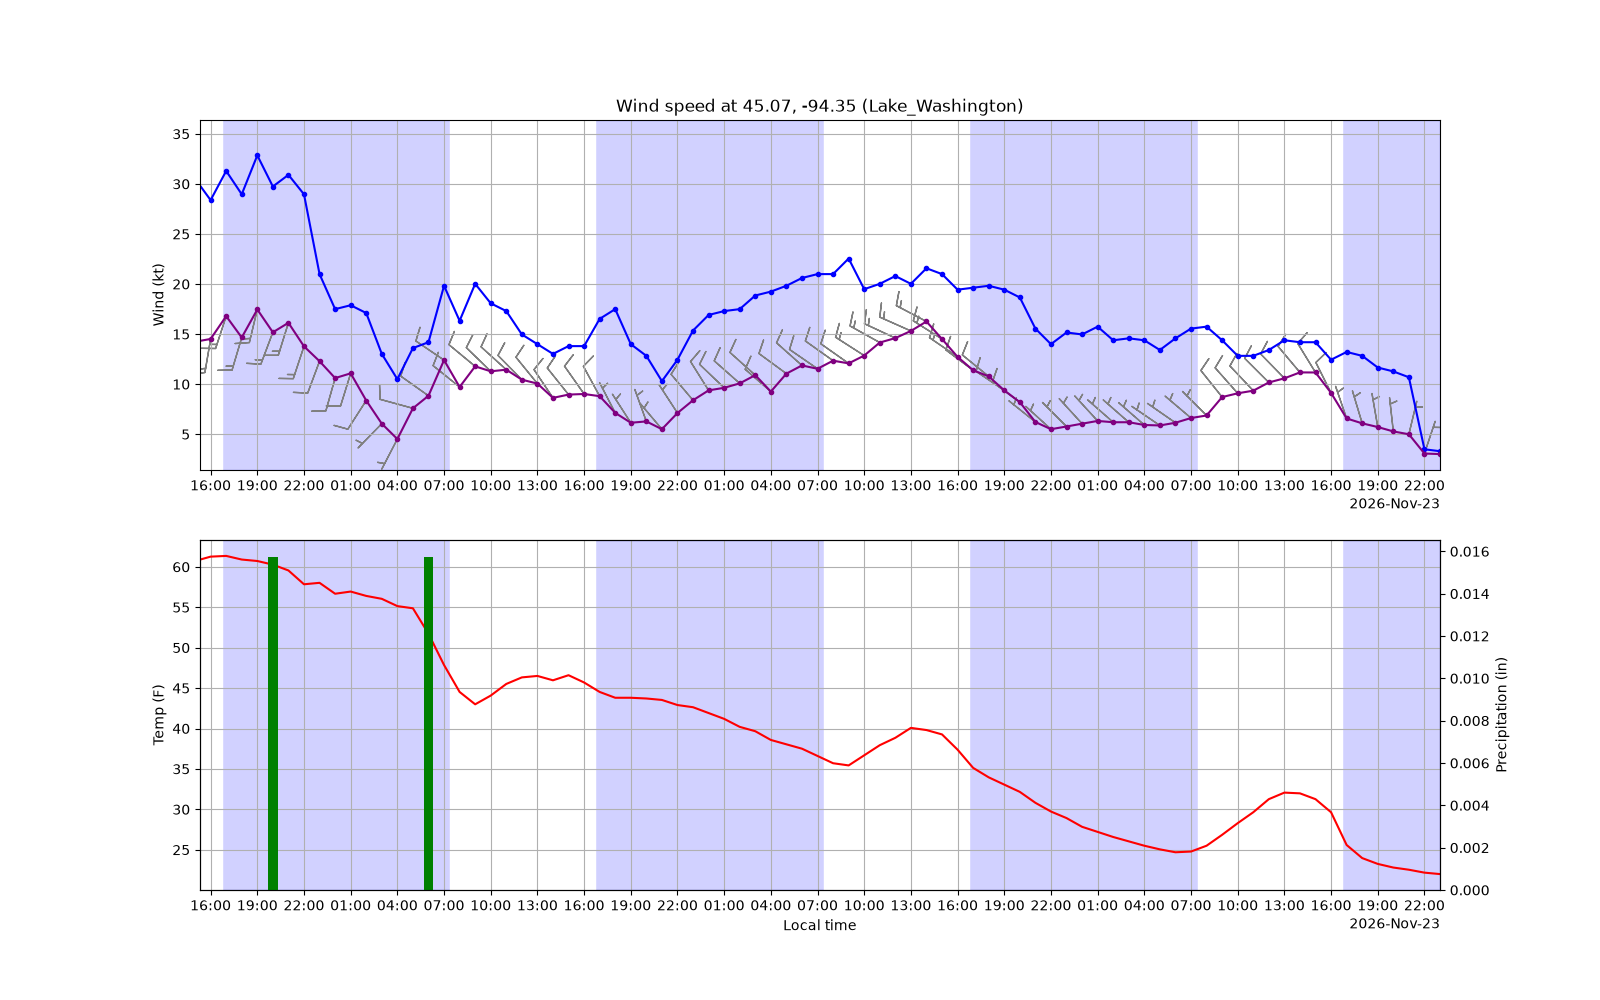 Wind speed at 45.07, -94.35 (Lake_Washington)
35
30
25
20
15
10
5
Wind (kt)
16:00 19:00 22:00 01:00 04:00 07:00 10:00 13:00 16:00 19:00 22:00 01:00 04:00 07:00 10:00 13:00 16:00 19:00 22:00 01:00 04:00 07:00 10:00 13:00 16:00 19:00 22:00
2026-Nov-23
60
55
50
45
40
35
30
25
Temp (F)
0.016
0.014
0.012
0.010
0.008
0.006
0.004
0.002
0.000
Precipitation (in)
16:00 19:00 22:00 01:00 04:00 07:00 10:00 13:00 16:00 19:00 22:00 01:00 04:00 07:00 10:00 13:00 16:00 19:00 22:00 01:00 04:00 07:00 10:00 13:00 16:00 19:00 22:00
2026-Nov-23
Local time